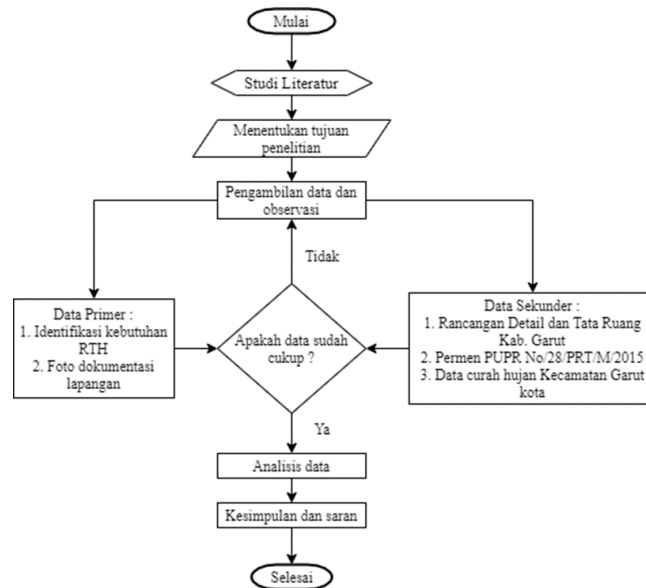 Mulai
Studi Literatur
Menentukan tujuan
penelitian
Pengambilan data dan
observasi
Tidak
Data Primer :
1. Identifikasi kebutuhan
RTH
2. Foto dokumentasi
lapangan
Apakah data sudah
cukup ?
Data Sekunder :
1. Rancangan Detail dan Tata Ruang
Kab. Garut
2. Permen PUPR No/28/PRT/M/2015
3. Data curah hujan Kecamatan Garut
kota
Ya
Analisis data
Kesimpulan dan saran
Selesai